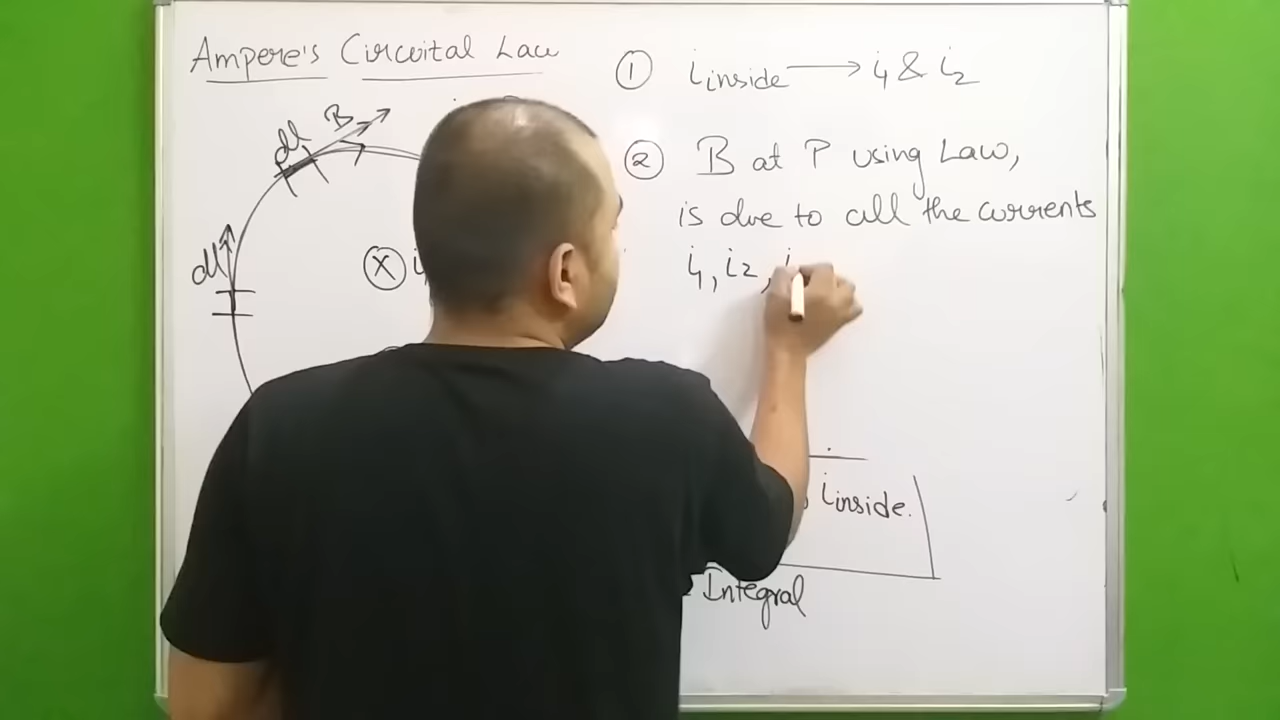 Ampere's Circuital Law
① i inside → i₁ & i₂
B
dl
② B at P using Law,
is due to all the currents
dl
ⓧ i
i₁, i₂, i
i inside.
Integral